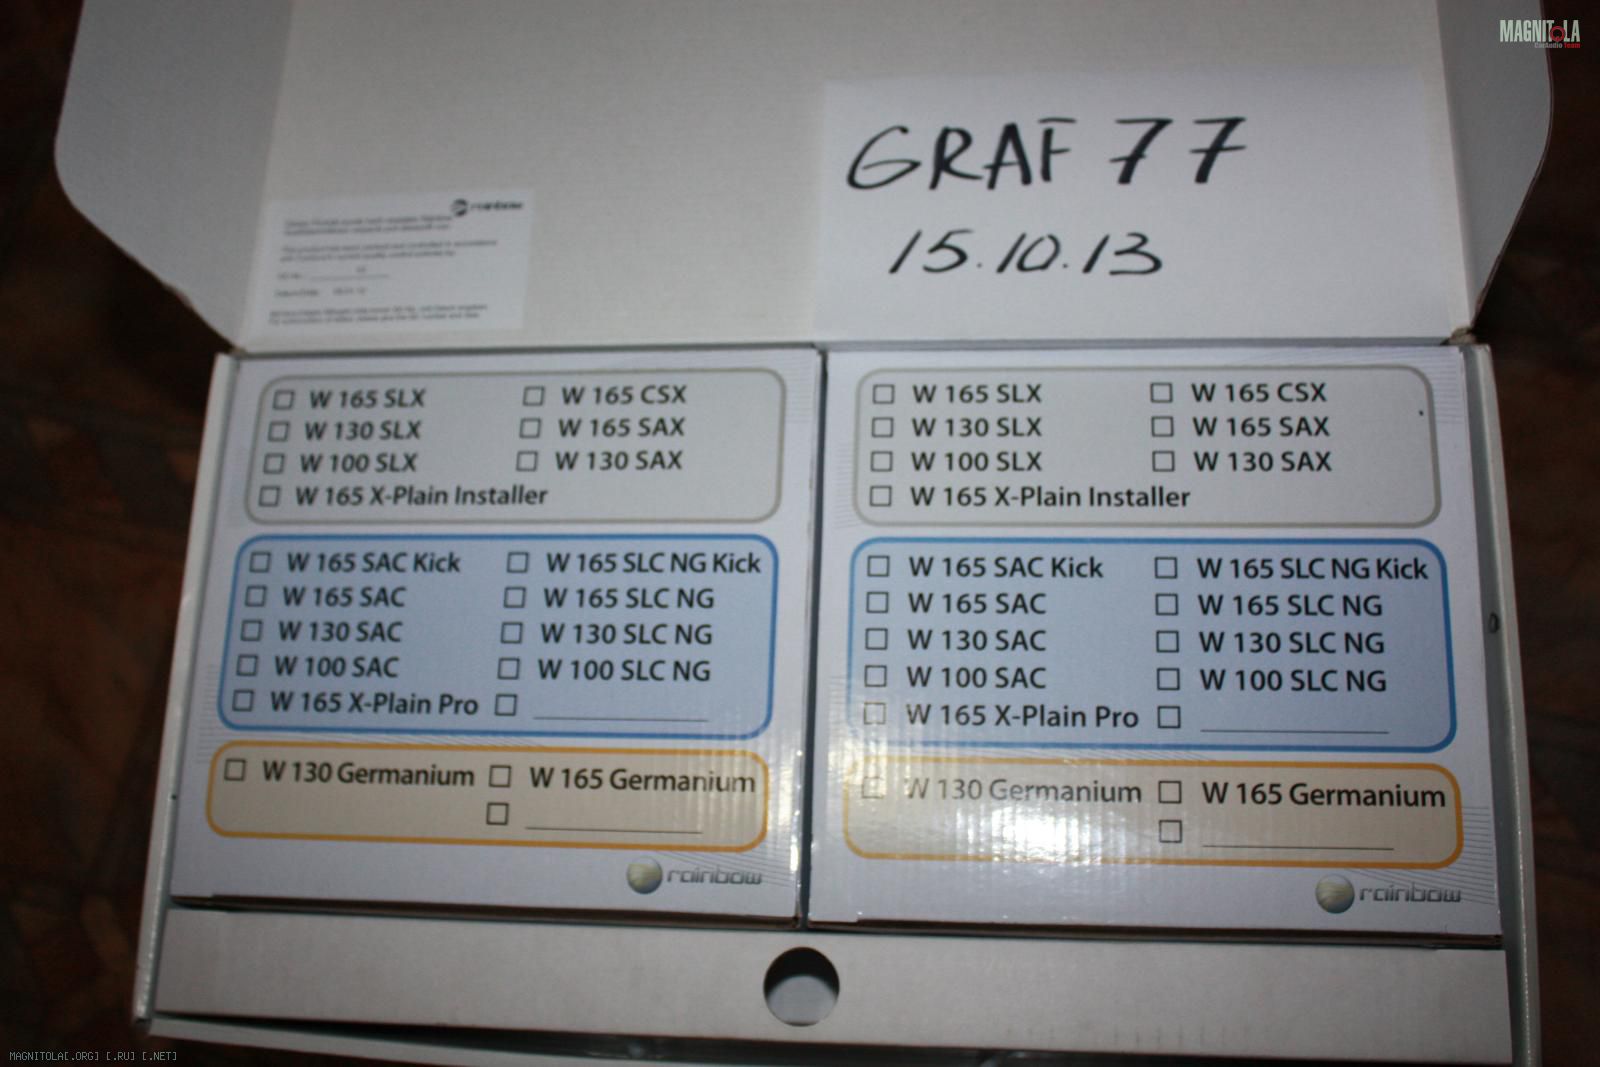 MAGNITOLA
CarAudio Team
GRAF 77
15.10.13
rainbow
☐ W 165 SLX ☐ W 165 CSX
☐ W 130 SLX ☐ W 165 SAX
☐ W 100 SLX ☐ W 130 SAX
☐ W 165 X-Plain Installer
☐ W 165 SAC Kick ☐ W 165 SLC NG Kick
☐ W 165 SAC ☐ W 165 SLC NG
☐ W 130 SAC ☐ W 130 SLC NG
☐ W 100 SAC ☐ W 100 SLC NG
☐ W 165 X-Plain Pro ☐
☐ W 130 Germanium ☐ W 165 Germanium
☐
rainbow
☐ W 165 SLX ☐ W 165 CSX
☐ W 130 SLX ☐ W 165 SAX
☐ W 100 SLX ☐ W 130 SAX
☐ W 165 X-Plain Installer
☐ W 165 SAC Kick ☐ W 165 SLC NG Kick
☐ W 165 SAC ☐ W 165 SLC NG
☐ W 130 SAC ☐ W 130 SLC NG
☐ W 100 SAC ☐ W 100 SLC NG
☐ W 165 X-Plain Pro ☐
☐ W 130 Germanium ☐ W 165 Germanium
☐
rainbow
MAGNITOLA[.ORG] [.RU] [.NET]